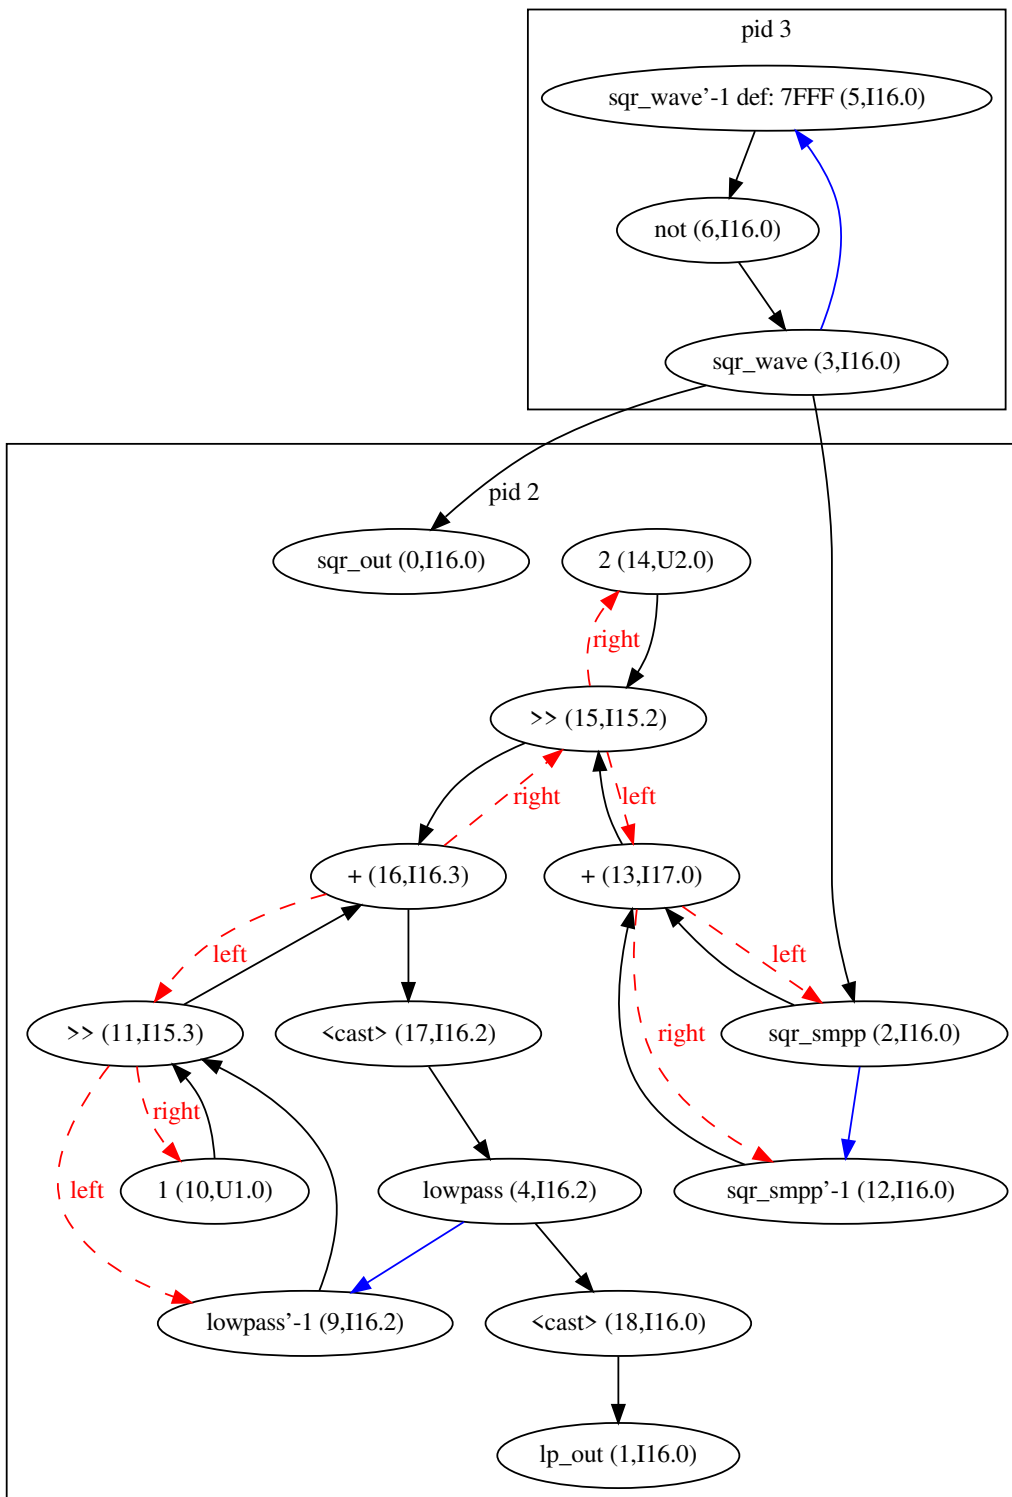 pid 3
sqr_wave’-1 def: 7FFF (5,I16.0)
not (6,I16.0)
sqr_wave (3,I16.0)
pid 2
sqr_out (0,I16.0)
2 (14,U2.0)
right
>> (15,I15.2)
right
left
+ (16,I16.3)
+ (13,I17.0)
left
left
>> (11,I15.3)
<cast> (17,I16.2)
right
sqr_smpp (2,I16.0)
right
left
1 (10,U1.0)
lowpass (4,I16.2)
sqr_smpp’-1 (12,I16.0)
lowpass’-1 (9,I16.2)
<cast> (18,I16.0)
lp_out (1,I16.0)